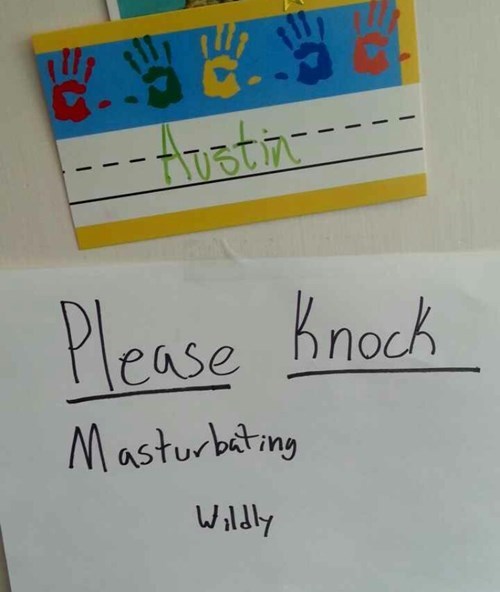 Austin
Please Knock
Masturbating
Wildly